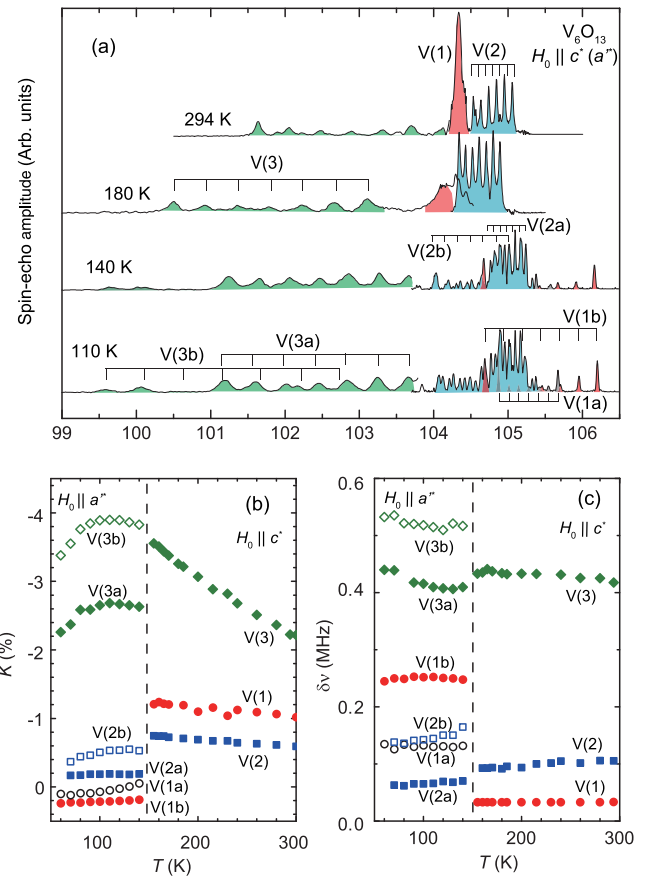 (a)
V₆O₁₃
H₀ || c* (a'*)
V(1)
V(2)
294 K
V(3)
180 K
V(2a)
V(2b)
140 K
V(1b)
110 K
V(3a)
V(3b)
V(1a)
Spin-echo amplitude (Arb. units)
99 100 101 102 103 104 105 106
H₀ || a'*
(b)
H₀ || c*
V(3b)
V(3a)
V(3)
V(1)
V(2b)
V(2)
V(2a)
V(1a)
V(1b)
-4
-3
-2
-1
0
K (%)
100 200 300
T (K)
H₀ || a'*
(c)
H₀ || c*
V(3b)
V(3a)
V(3)
V(1b)
V(2b)
V(1a)
V(2)
V(2a)
V(1)
0.6
0.4
0.2
0.0
δν (MHz)
100 200 300
T (K)